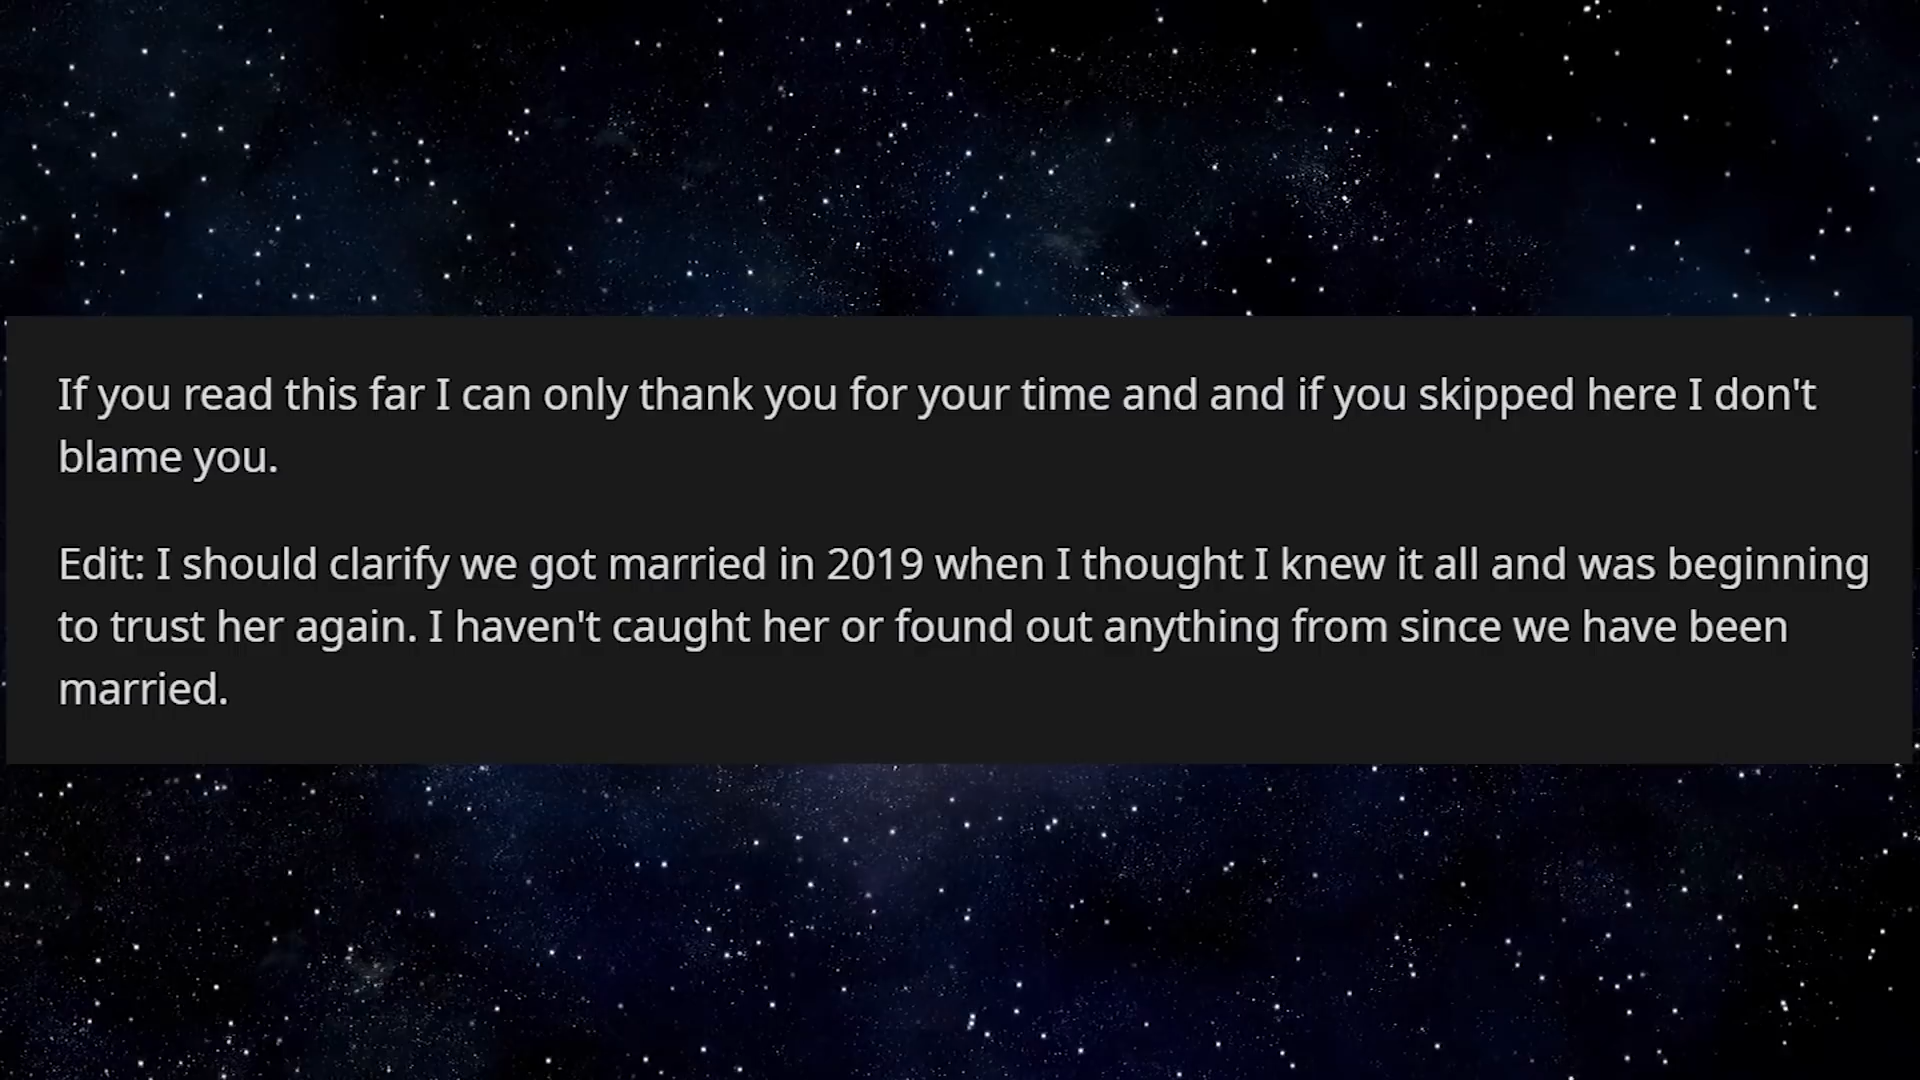 If you read this far I can only thank you for your time and and if you skipped here I don't
blame you.
Edit: I should clarify we got married in 2019 when I thought I knew it all and was beginning
to trust her again. I haven't caught her or found out anything from since we have been
married.